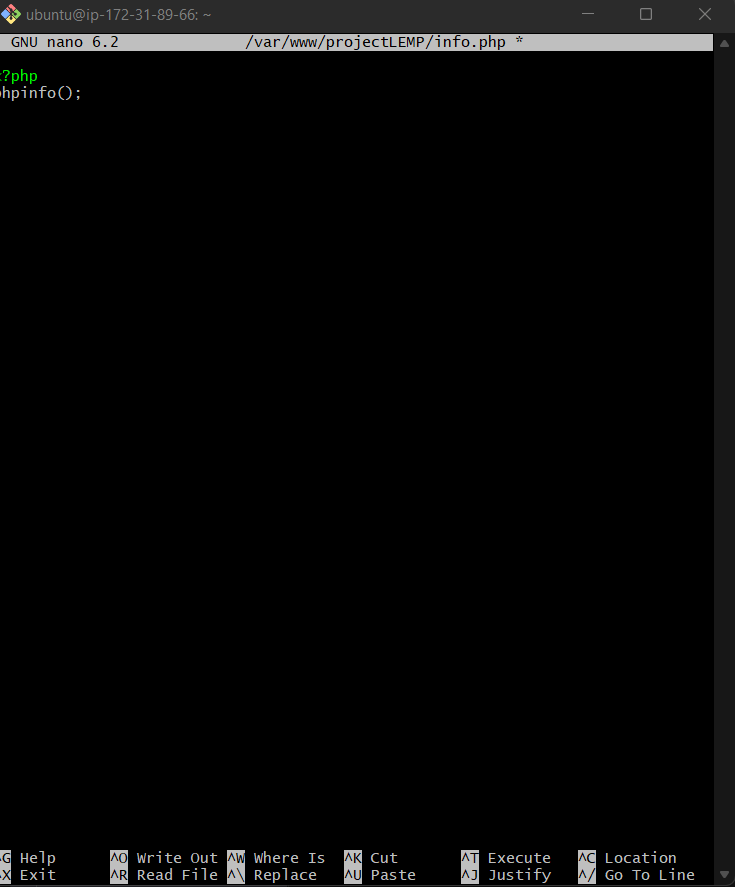 ubuntu@ip-172-31-89-66: ~
GNU nano 6.2 /var/www/projectLEMP/info.php *
<?php
phpinfo();
^G Help ^O Write Out ^W Where Is ^K Cut ^T Execute ^C Location
^X Exit ^R Read File ^\ Replace ^U Paste ^J Justify ^/ Go To Line